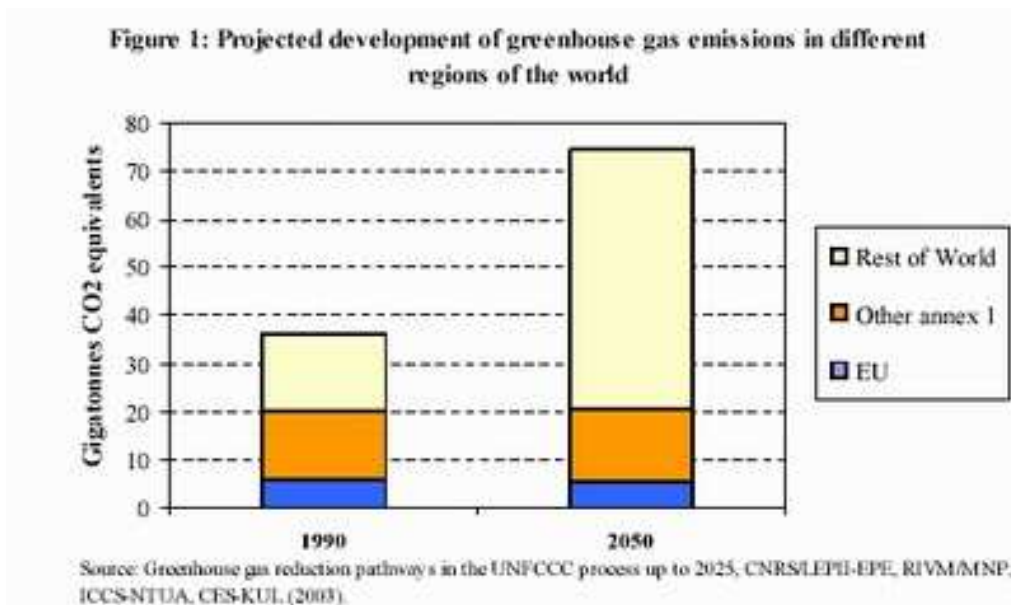 Figure 1: Projected development of greenhouse gas emissions in different
regions of the world
Gigatonnes CO2 equivalents
80
70
60
50
40
30
20
10
0
1990
2050
Rest of World
Other annex 1
EU
Source: Greenhouse gas reduction pathways in the UNFCCC process up to 2025, CNRS/LEPII-EPE, RIVM/MNP,
ICCS-NTUA, CES-KUL (2003).